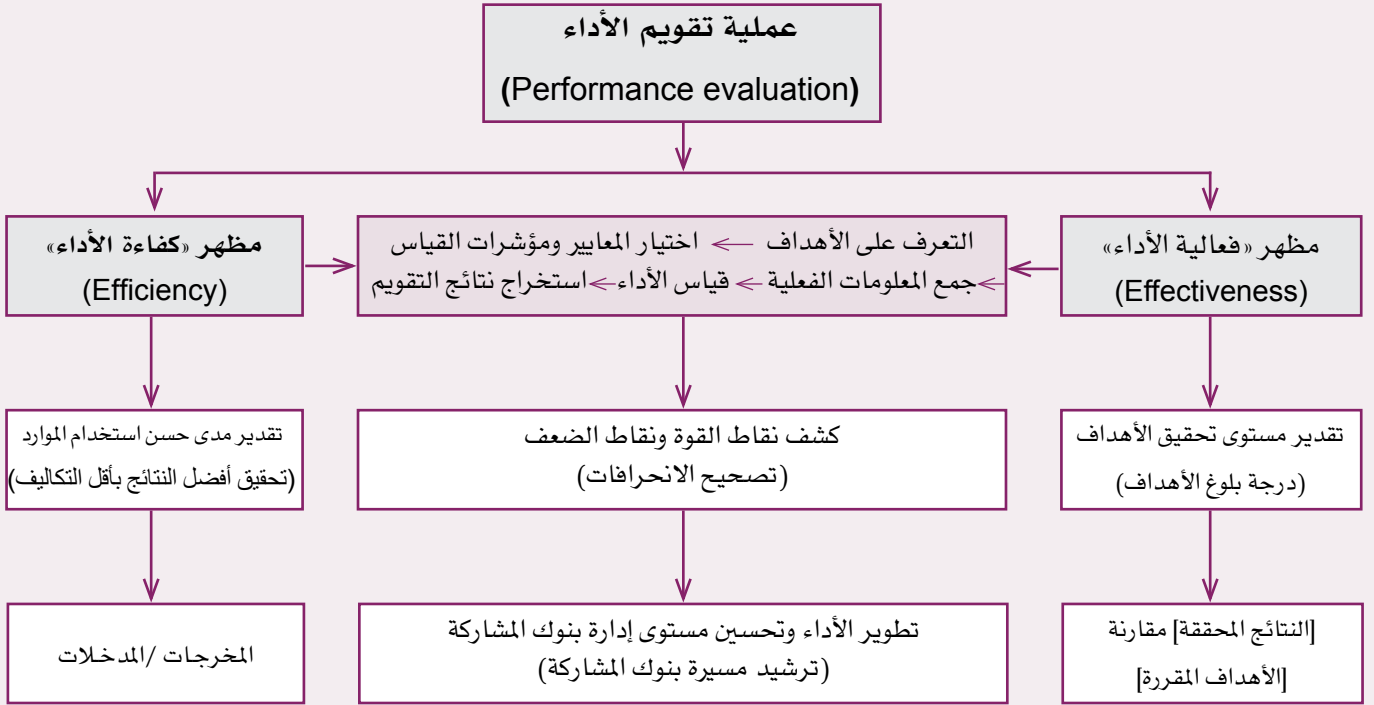 عملية تقويم الأداء
(Performance evaluation)
مظهر «فعالية الأداء»
(Effectiveness)
التعرف على الأهداف ← اختيار المعايير ومؤشرات القياس
←جمع المعلومات الفعلية ← قياس الأداء←استخراج نتائج التقويم
مظهر «كفاءة الأداء»
(Efficiency)
تقدير مستوى تحقيق الأهداف
(درجة بلوغ الأهداف)
كشف نقاط القوة ونقاط الضعف
(تصحيح الانحرافات)
تقدير مدى حسن استخدام الموارد
(تحقيق أفضل النتائج بأقل التكاليف)
[النتائج المحققة] مقارنة
[الأهداف المقررة]
تطوير الأداء وتحسين مستوى إدارة بنوك المشاركة
(ترشيد مسيرة بنوك المشاركة)
المخرجات /المدخلات